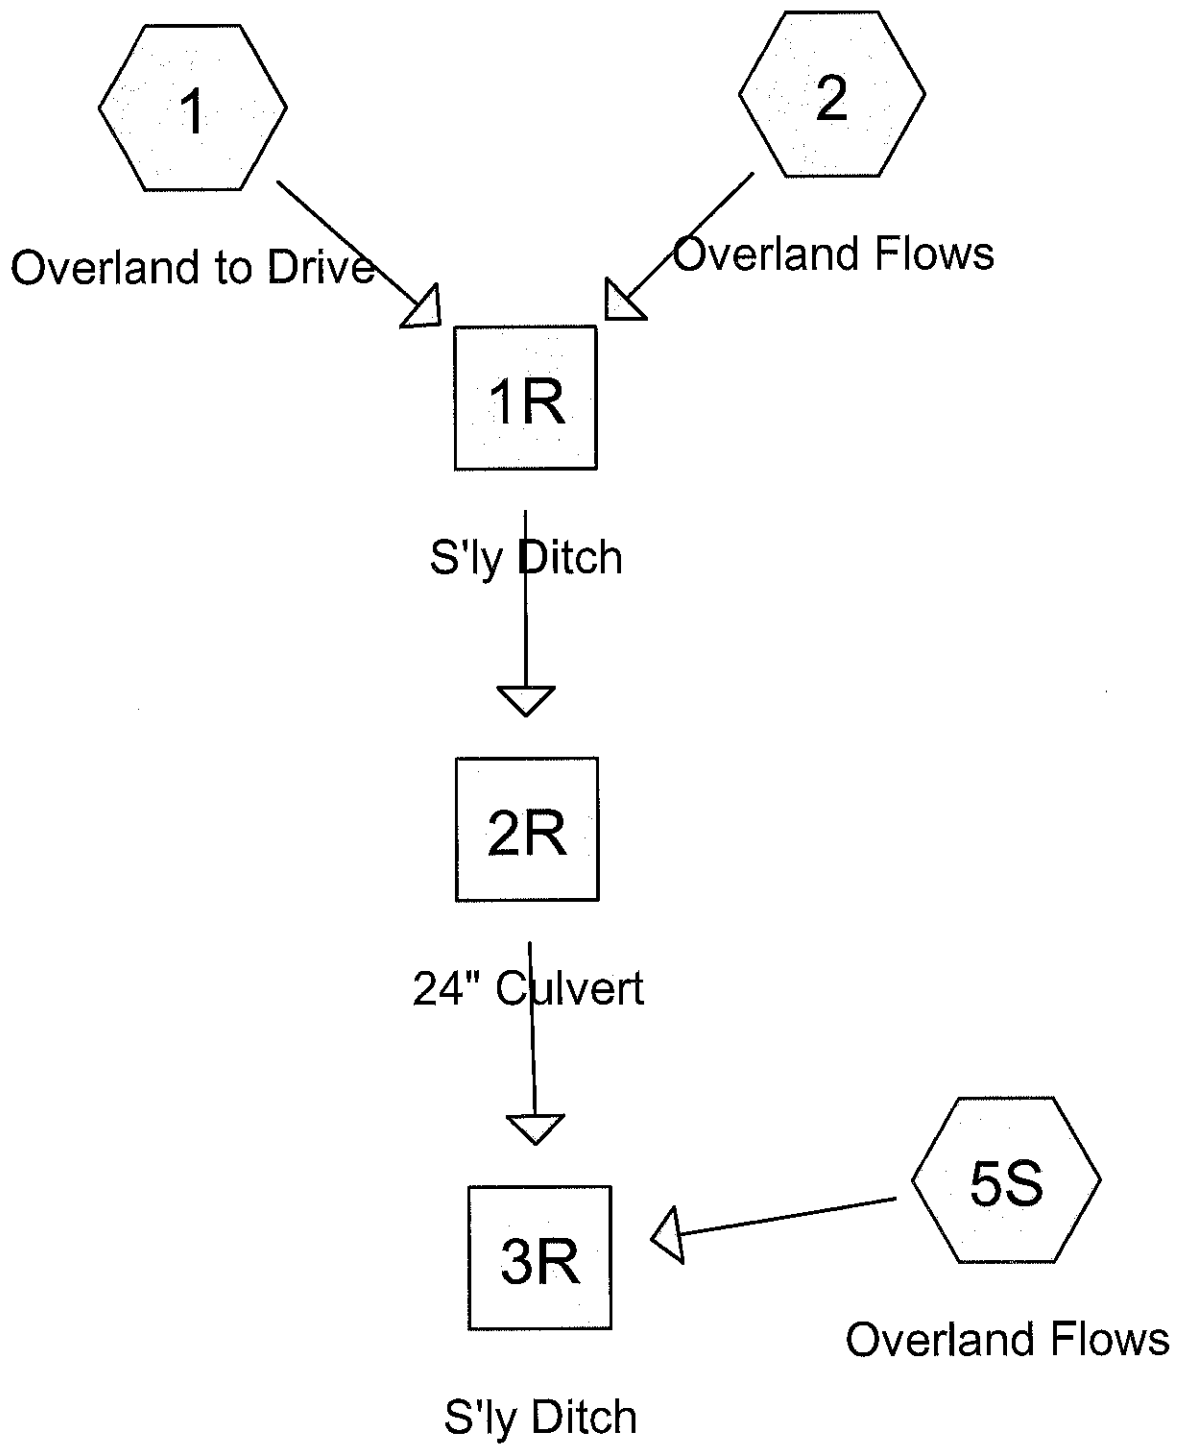 1
2
Overland to Drive
Overland Flows
1R
S'ly Ditch
2R
24" Culvert
5S
3R
Overland Flows
S'ly Ditch